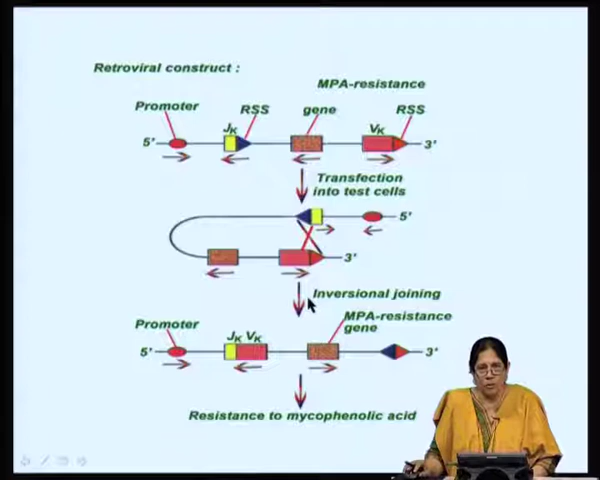 Retroviral construct :
MPA-resistance
Promoter RSS gene RSS
JK VK
5' 3'
Transfection
into test cells
5'
3'
Inversional joining
Promoter MPA-resistance
JK VK gene
5' 3'
Resistance to mycophenolic acid